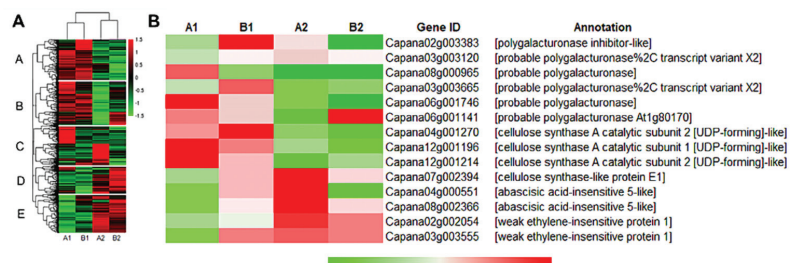 A
B
A1 B1 A2 B2 Gene ID Annotation
1.5
1
0.5
0
-0.5
-1
-1.5
A
B
C
D
E
A1 B1 A2 B2
Capana02g003383 [polygalacturonase inhibitor-like]
Capana03g003120 [probable polygalacturonase%2C transcript variant X2]
Capana08g000965 [probable polygalacturonase]
Capana03g003665 [probable polygalacturonase%2C transcript variant X2]
Capana06g001746 [probable polygalacturonase]
Capana06g001141 [probable polygalacturonase At1g80170]
Capana04g001270 [cellulose synthase A catalytic subunit 2 [UDP-forming]-like]
Capana12g001196 [cellulose synthase A catalytic subunit 1 [UDP-forming]-like]
Capana12g001214 [cellulose synthase A catalytic subunit 2 [UDP-forming]-like]
Capana07g002394 [cellulose synthase-like protein E1]
Capana04g000551 [abascisic acid-insensitive 5-like]
Capana08g002366 [abascisic acid-insensitive 5-like]
Capana02g002054 [weak ethylene-insensitive protein 1]
Capana03g003555 [weak ethylene-insensitive protein 1]